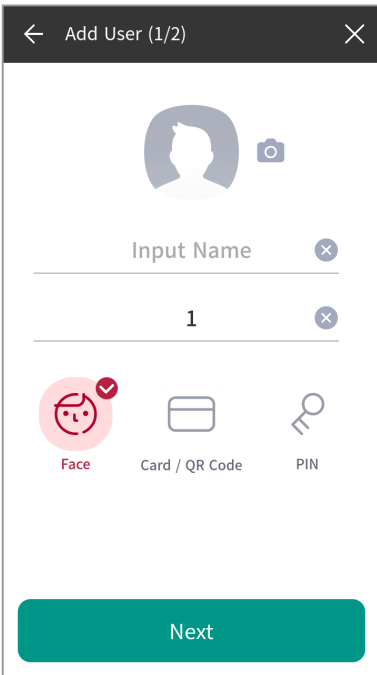 Add User (1/2)
Input Name
1
Face
Card / QR Code
PIN
Next